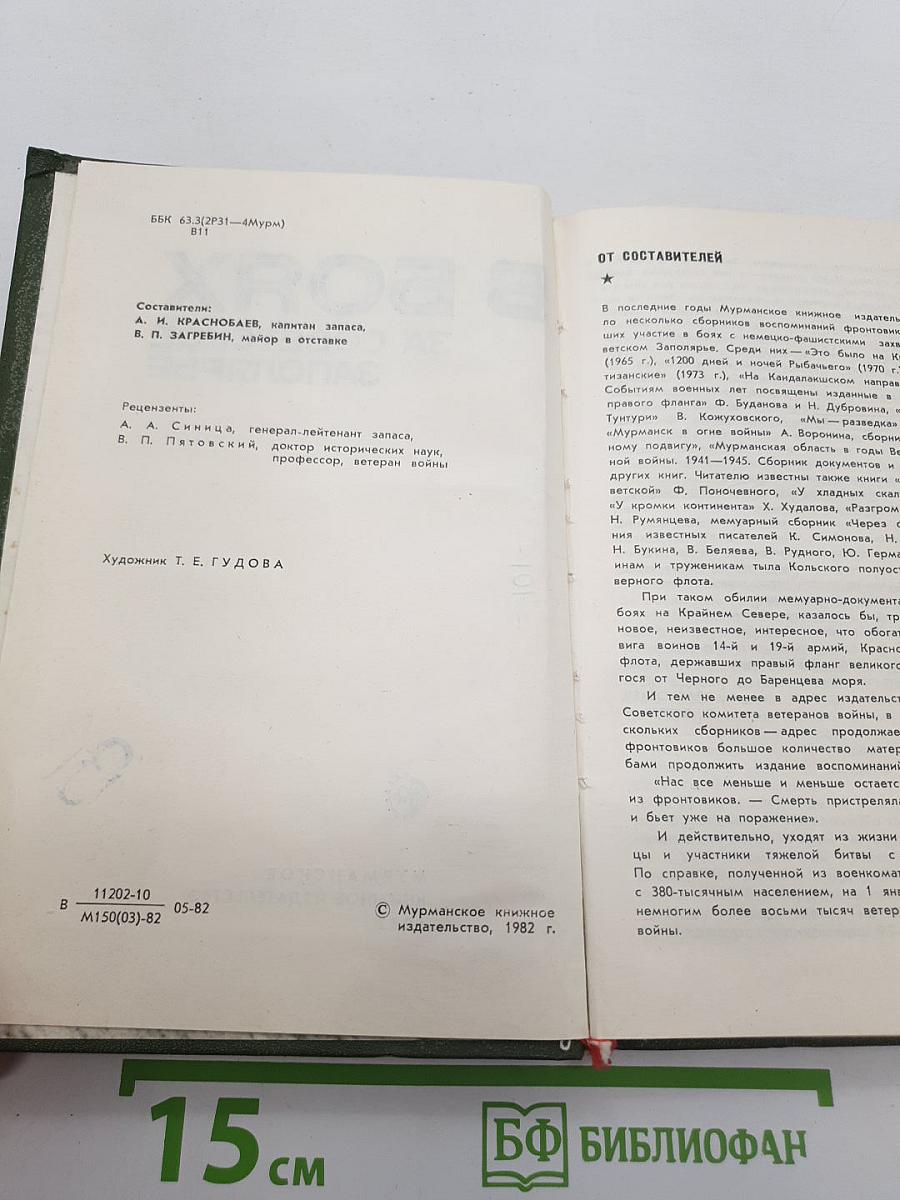 ББК 63.3(2Р31—4Мурм)
В11
Составители:
А. И. КРАСНОБАЕВ, капитан запаса,
В. П. ЗАГРЕБИН, майор в отставке
Рецензенты:
А. А. Синица, генерал-лейтенант запаса,
В. П. Пятовский, доктор исторических наук,
профессор, ветеран войны
Художник Т. Е. ГУДОВА
В 11202-10 05-82
М150(03)-82
© Мурманское книжное
издательство, 1982 г.
ОТ СОСТАВИТЕЛЕЙ
★
В последние годы Мурманское книжное издатель
ло несколько сборников воспоминаний фронтовик
ших участие в боях с немецко-фашистскими захв
ветском Заполярье. Среди них — «Это было на К
(1965 г.), «1200 дней и ночей Рыбачьего» (1970 г.
тизанские» (1973 г.), «На Кандалакшском направ
Событиям военных лет посвящены изданные в
правого фланга» Ф. Буданова и Н. Дубровина, «
Тунтури» В. Кожуховского, «Мы — разведка»
«Мурманск в огне войны» А. Воронина, сборни
ному подвигу», «Мурманская область в годы Ве
ной войны. 1941—1945. Сборник документов и
других книг. Читателю известны также книги «
ветской» Ф. Поночевного, «У хладных скал
«У кромки континента» Х. Худалова, «Разгром
Н. Румянцева, мемуарный сборник «Через
ния известных писателей К. Симонова, Н.
Н. Букина, В. Беляева, В. Рудного, Ю. Герма
инам и труженикам тыла Кольского полуос
верного флота.
При таком обилии мемуарно-документа
боях на Крайнем Севере, казалось бы, тр
новое, неизвестное, интересное, что обогат
вига воинов 14-й и 19-й армий, Красно
флота, державших правый фланг великого
гося от Черного до Баренцева моря.
И тем не менее в адрес издательст
Советского комитета ветеранов войны, в
скольких сборников — адрес продолжае
фронтовиков большое количество матер
бами продолжить издание воспоминаний
«Нас все меньше и меньше остаетс
из фронтовиков. — Смерть пристреляла
и бьет уже на поражение».
И действительно, уходят из жизни
цы и участники тяжелой битвы с
По справке, полученной из военкомат
с 380-тысячным населением, на 1 янв
немногим более восьми тысяч ветер
войны.
15 см
БФ БИБЛИОФАН